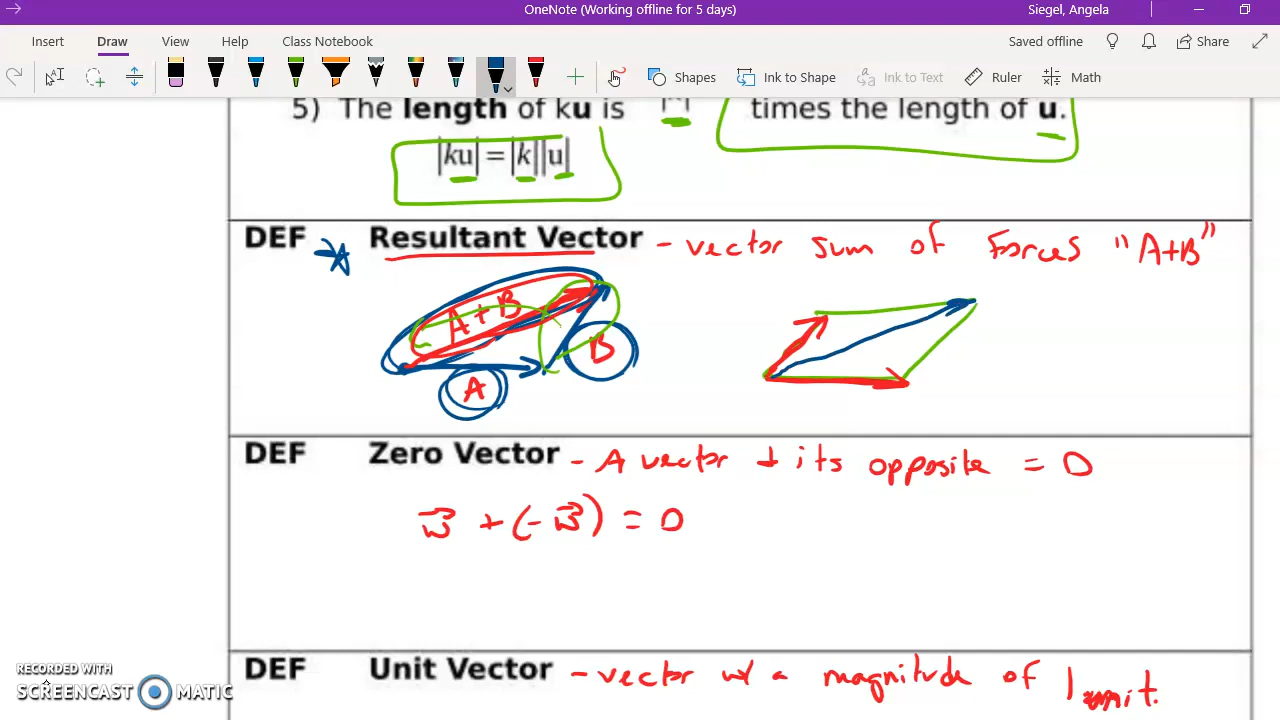 OneNote (Working offline for 5 days)
Siegel, Angela
Insert Draw View Help Class Notebook
Saved offline Share
Shapes Ink to Shape Ink to Text Ruler Math
5) The length of ku is times the length of u.
|ku| = |k||u|
DEF Resultant Vector - vector sum of forces "A+B"
A + B
B
A
DEF Zero Vector - A vector + its opposite = 0
w + (- w) = 0
DEF Unit Vector - vector w/ a magnitude of 1 unit.
RECORDED WITH
SCREENCAST MATIC